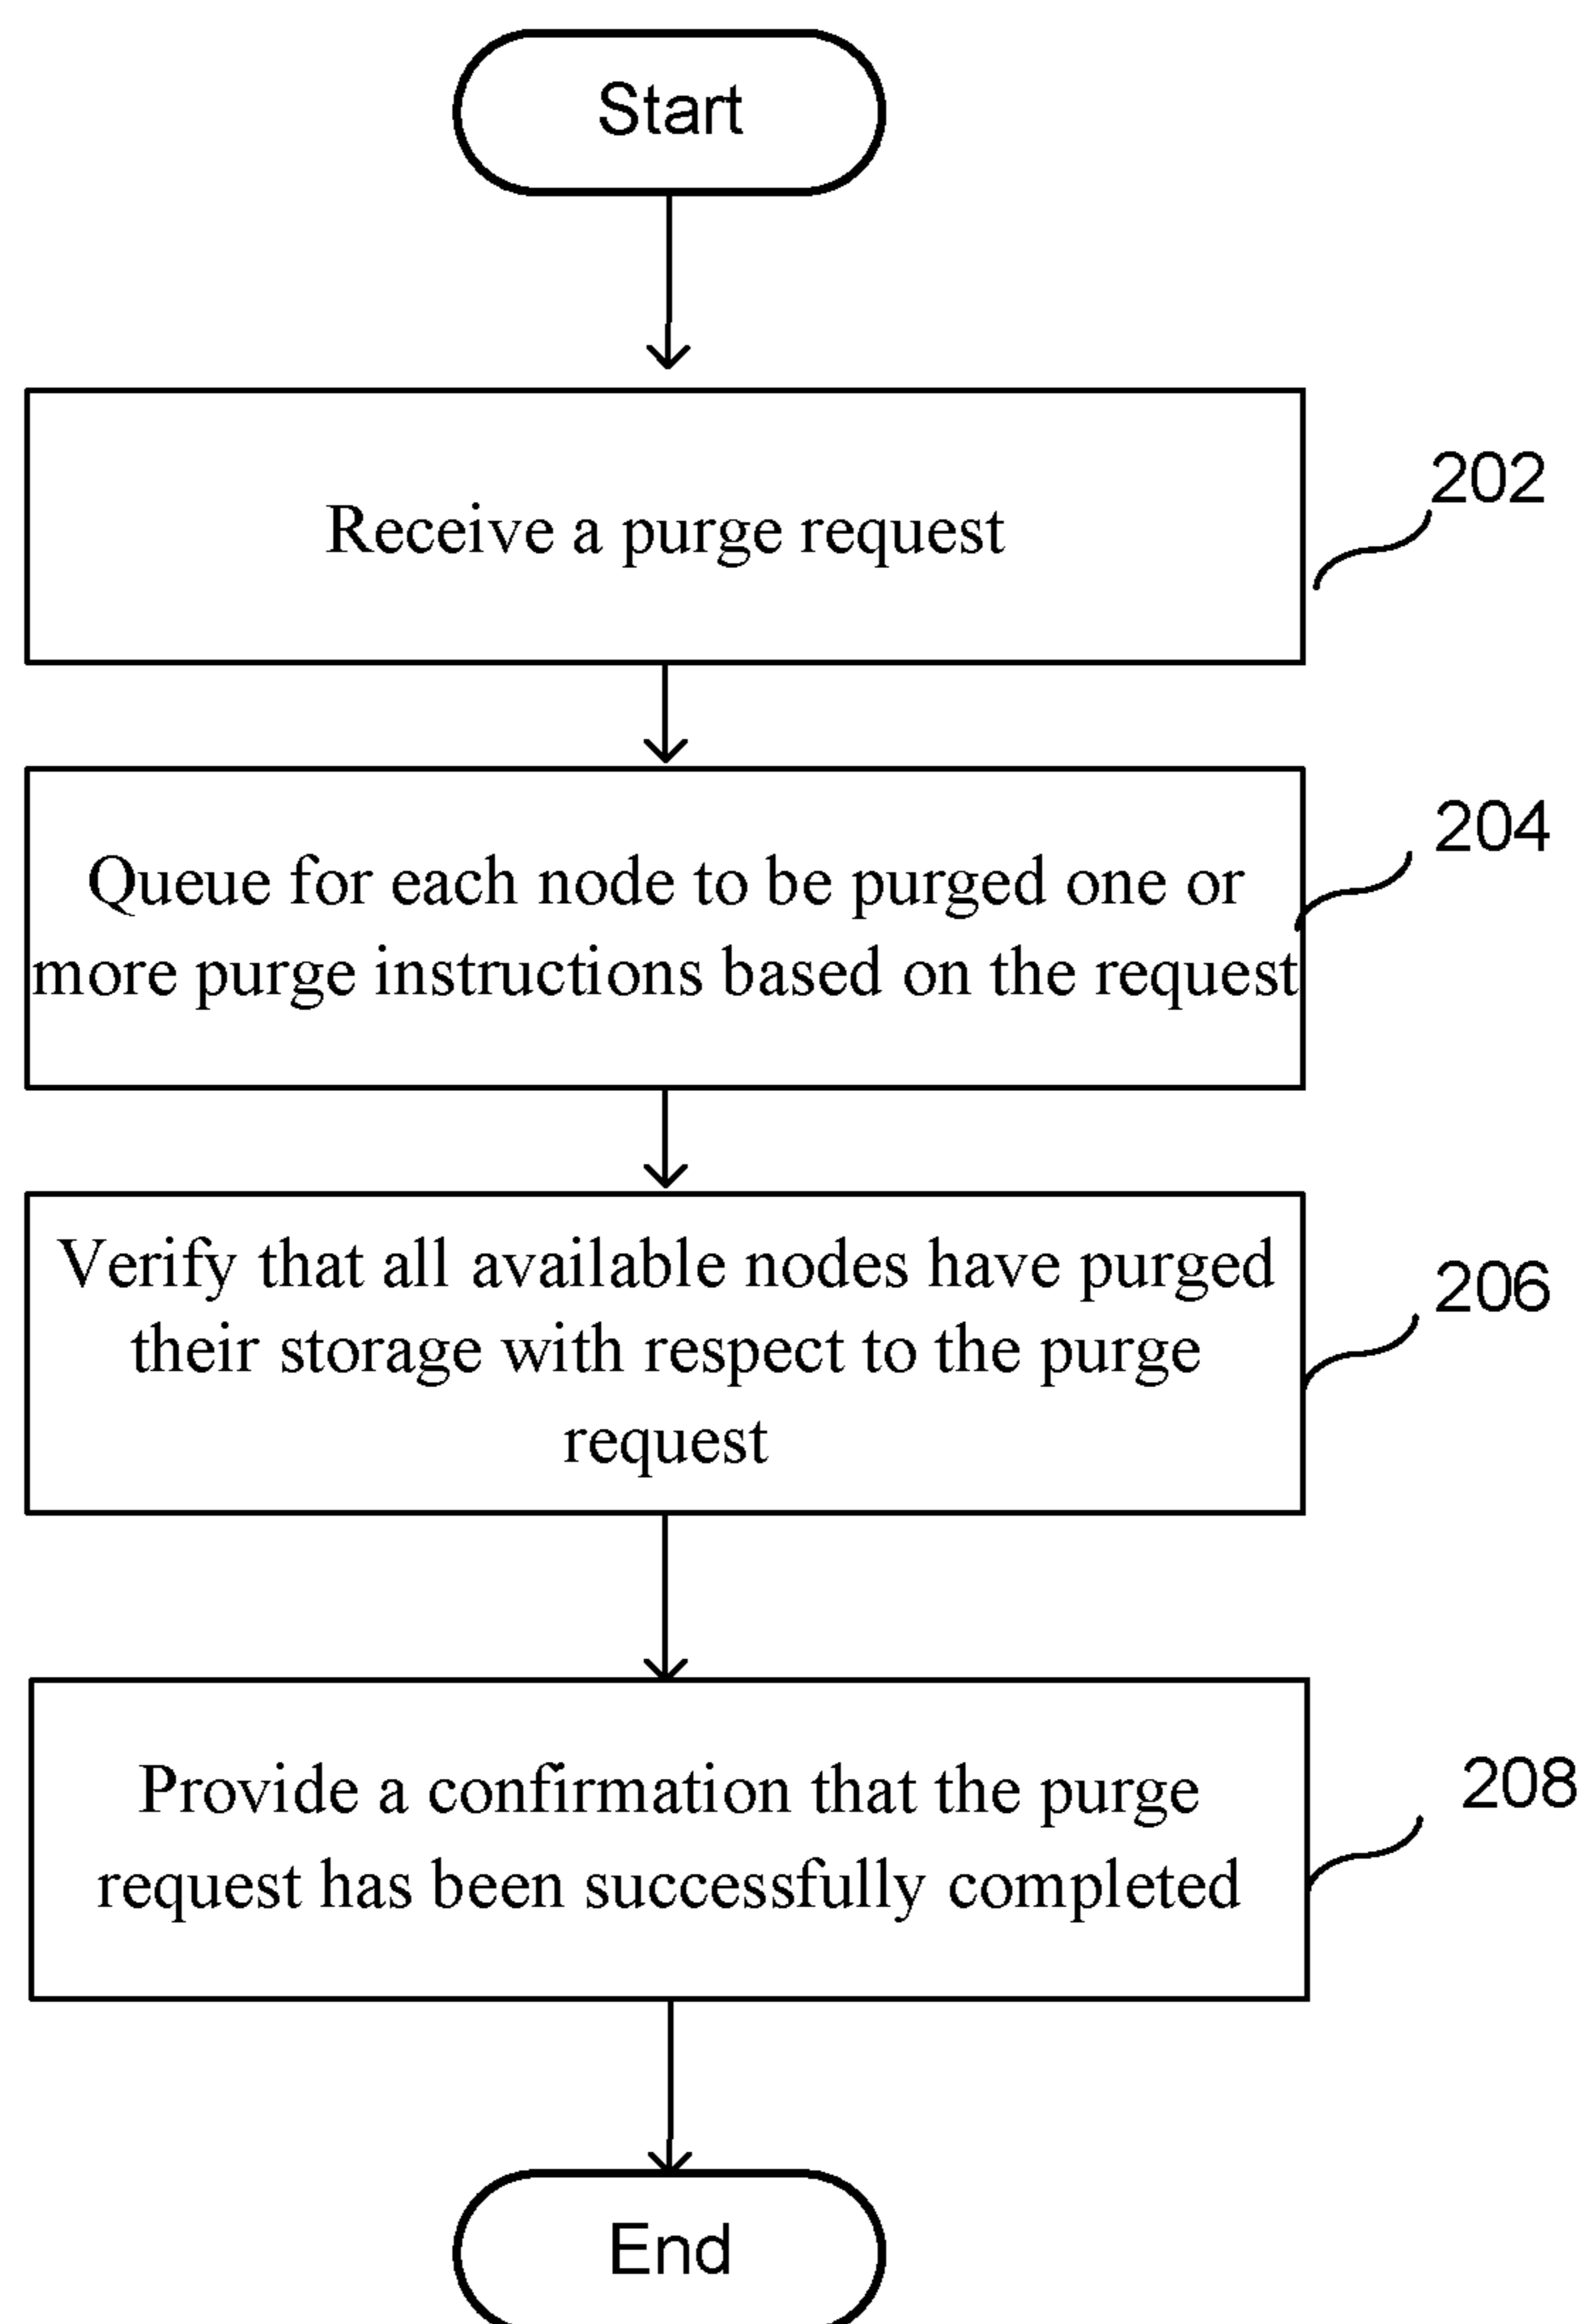 Start
Receive a purge request
202
Queue for each node to be purged one or
more purge instructions based on the request
204
Verify that all available nodes have purged
their storage with respect to the purge
request
206
Provide a confirmation that the purge
request has been successfully completed
208
End